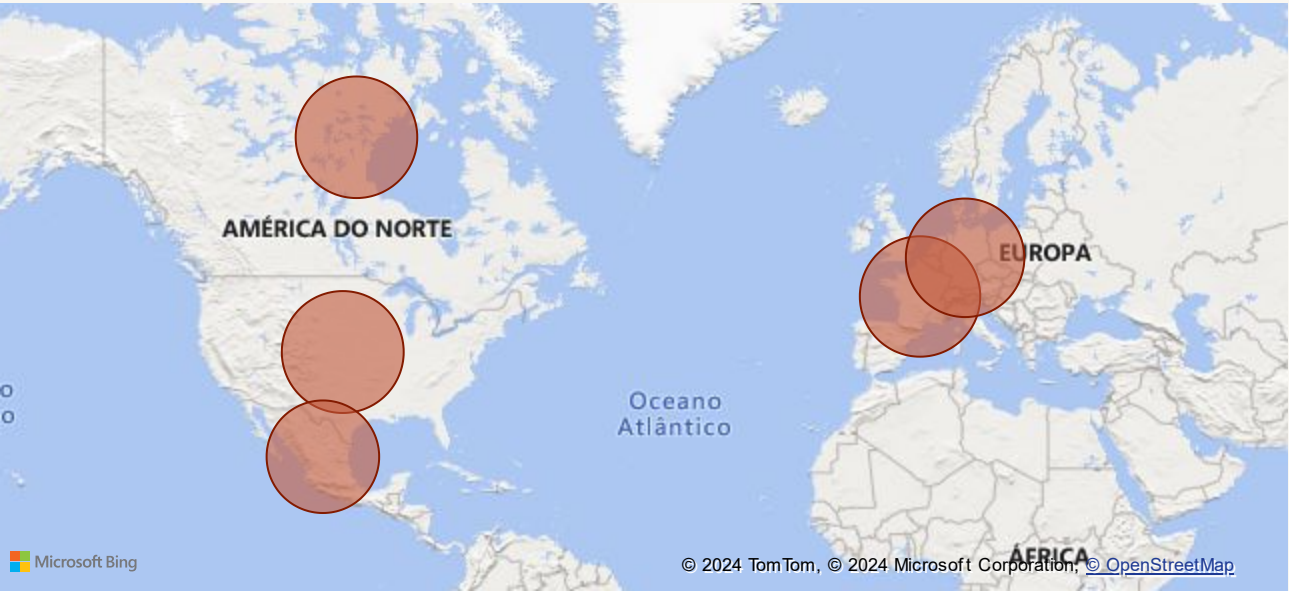 AMÉRICA DO NORTE
EUROPA
o
o
Oceano
Atlântico
ÁFRICA
Microsoft Bing
© 2024 TomTom, © 2024 Microsoft Corporation, © OpenStreetMap